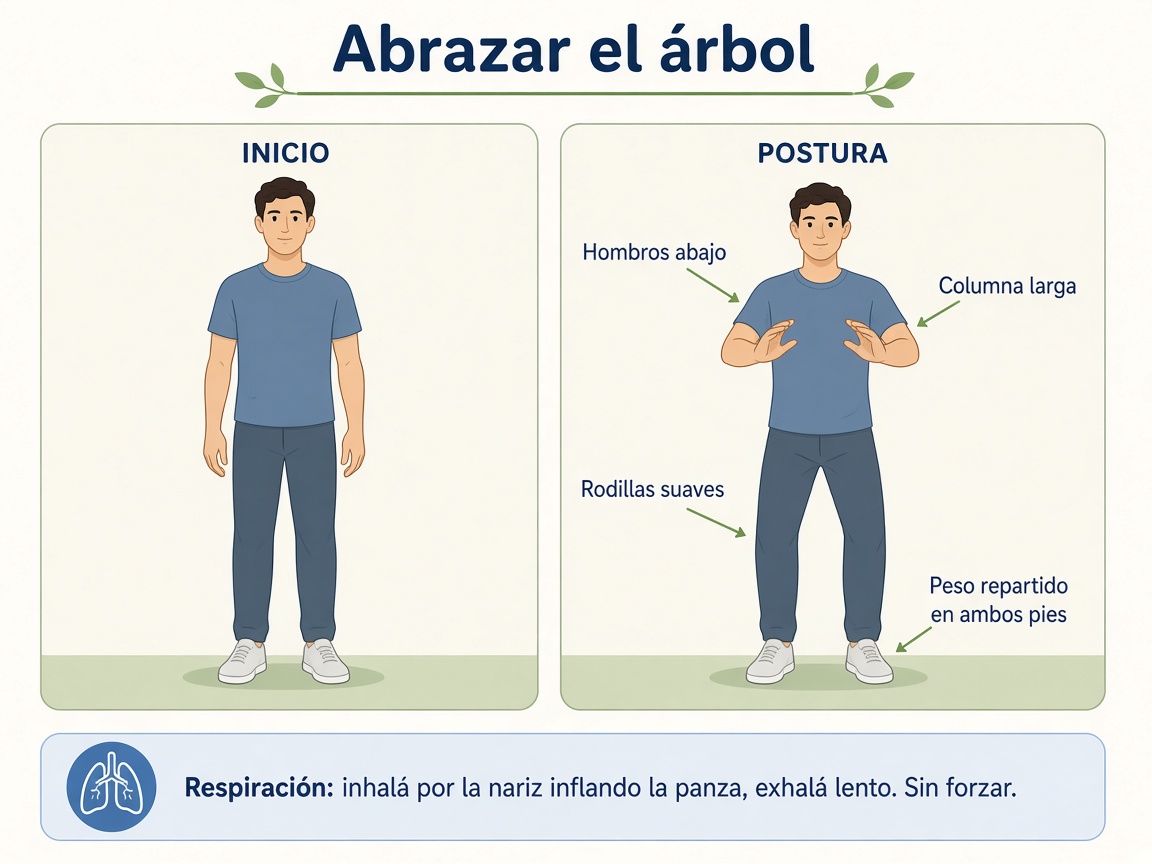 Abrazar el árbol
INICIO
POSTURA
Hombros abajo
Columna larga
Rodillas suaves
Peso repartido
en ambos pies
Respiración: inhalá por la nariz inflando la panza, exhalá lento. Sin forzar.